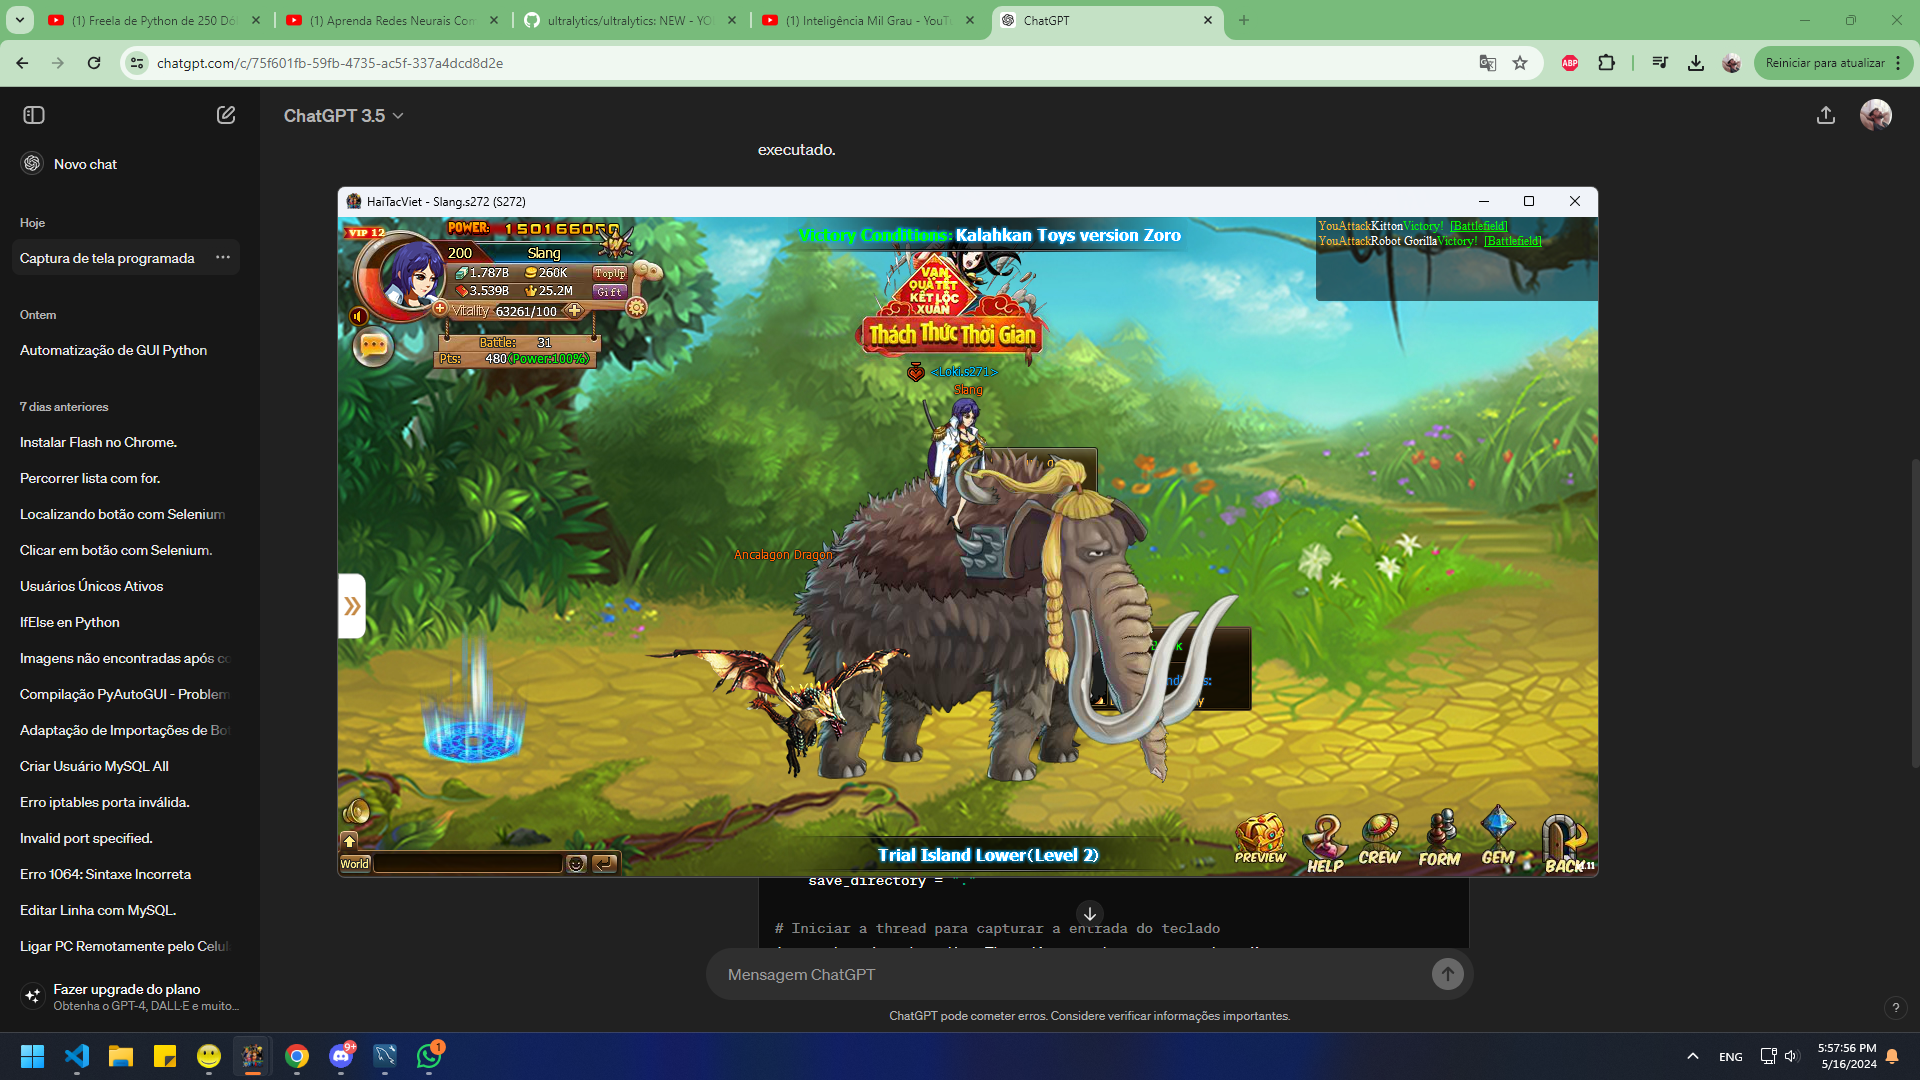 (1) Freela de Python de 250 Dól
(1) Aprenda Redes Neurais Com
ultralytics/ultralytics: NEW - YO
(1) Inteligência Mil Grau - YouTu
ChatGPT
chatgpt.com/c/75f601fb-59fb-4735-ac5f-337a4dcd8d2e
ABP
Reiniciar para atualizar
ChatGPT 3.5
Novo chat
executado.
Hoje
Captura de tela programada
Ontem
Automatização de GUI Python
7 dias anteriores
Instalar Flash no Chrome.
Percorrer lista com for.
Localizando botão com Selenium
Clicar em botão com Selenium.
Usuários Únicos Ativos
IfElse en Python
Imagens não encontradas após co
Compilação PyAutoGUI - Problem
Adaptação de Importações de Bot
Criar Usuário MySQL All
Erro iptables porta inválida.
Invalid port specified.
Erro 1064: Sintaxe Incorreta
Editar Linha com MySQL.
Ligar PC Remotamente pelo Celul
Fazer upgrade do plano
Obtenha o GPT-4, DALL·E e muito...
HaiTacViet - Slang.s272 (S272)
VIP 12
POWER: 150166050
200 Slang
1.787B 260K TopUp
3.539B 25.2M Gift
Vitality 63261/100
Battle: 31
Pts: 480(Power:100%)
Victory Conditions: Kalahkan Toys version Zoro
YouAttackKittonVictory! [Battlefield]
YouAttackRobot GorillaVictory! [Battlefield]
VẠN
QUÀ TẾT
KẾT LỘC
XUÂN
Thách Thức Thời Gian
<Loki.s271>
Slang
Ancalagon Dragon
World
Trial Island Lower(Level 2)
PREVIEW
HELP
CREW
FORM
GEM
BACK
save_directory = "."
# Iniciar a thread para capturar a entrada do teclado
Mensagem ChatGPT
ChatGPT pode cometer erros. Considere verificar informações importantes.
?
9+
1
ENG
5:57:56 PM
5/16/2024